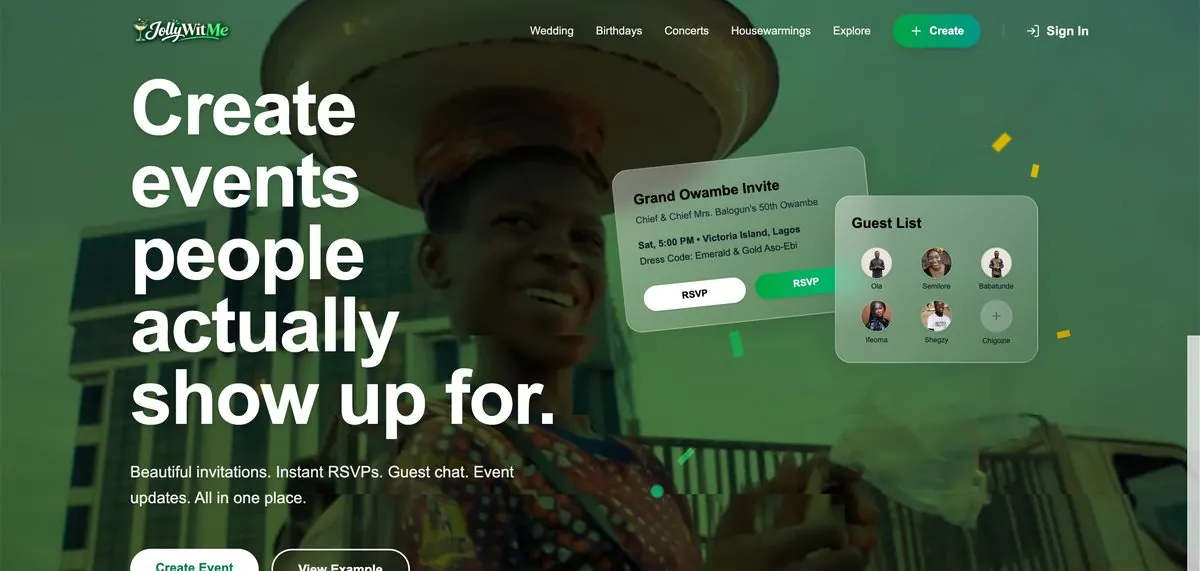 JollyWitMe
Wedding
Birthdays
Concerts
Housewarmings
Explore
+ Create
Sign In
Create
events
people
actually
show up for.
Beautiful invitations. Instant RSVPs. Guest chat. Event
updates. All in one place.
Create Event
View Example
Grand Owambe Invite
Chief & Chief Mrs. Balogun's 50th Owambe
Sat, 5:00 PM • Victoria Island, Lagos
Dress Code: Emerald & Gold Aso-Ebi
RSVP
RSVP
Guest List
Ola
Semilore
Babatunde
Ifeoma
Shegzy
+
Chigozie